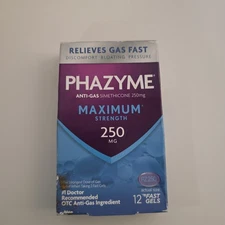 RELIEVES GAS FAST
DISCOMFORT BLOATING PRESSURE
PHAZYME®
ANTI-GAS SIMETHICONE 250mg
MAXIMUM
STRENGTH
250
MG
#1 Doctor
Recommended
OTC Anti-Gas Ingredient
12 FAST
GELS